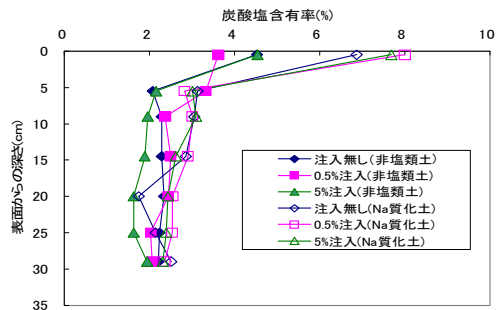 炭酸塩含有率(%)
0 2 4 6 8 10
0
5
10
15
20
25
30
35
表面からの深さ(cm)
注入無し(非塩類土)
0.5%注入(非塩類土)
5%注入(非塩類土)
注入無し(Na質化土)
0.5%注入(Na質化土)
5%注入(Na質化土)